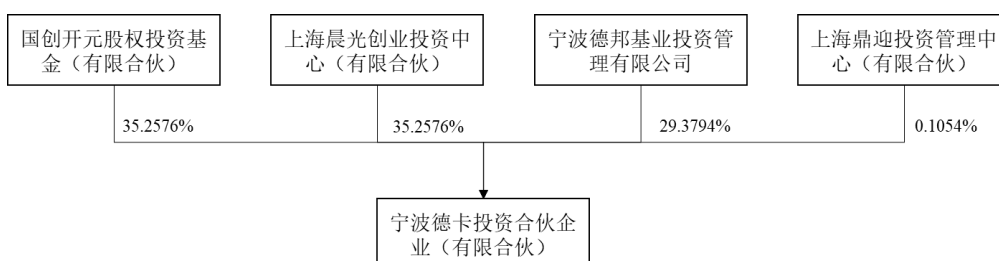 国创开元股权投资基
金（有限合伙）
上海晨光创业投资中
心（有限合伙）
宁波德邦基业投资管
理有限公司
上海鼎迎投资管理中
心（有限合伙）
35.2576%
35.2576%
29.3794%
0.1054%
宁波德卡投资合伙企
业（有限合伙）